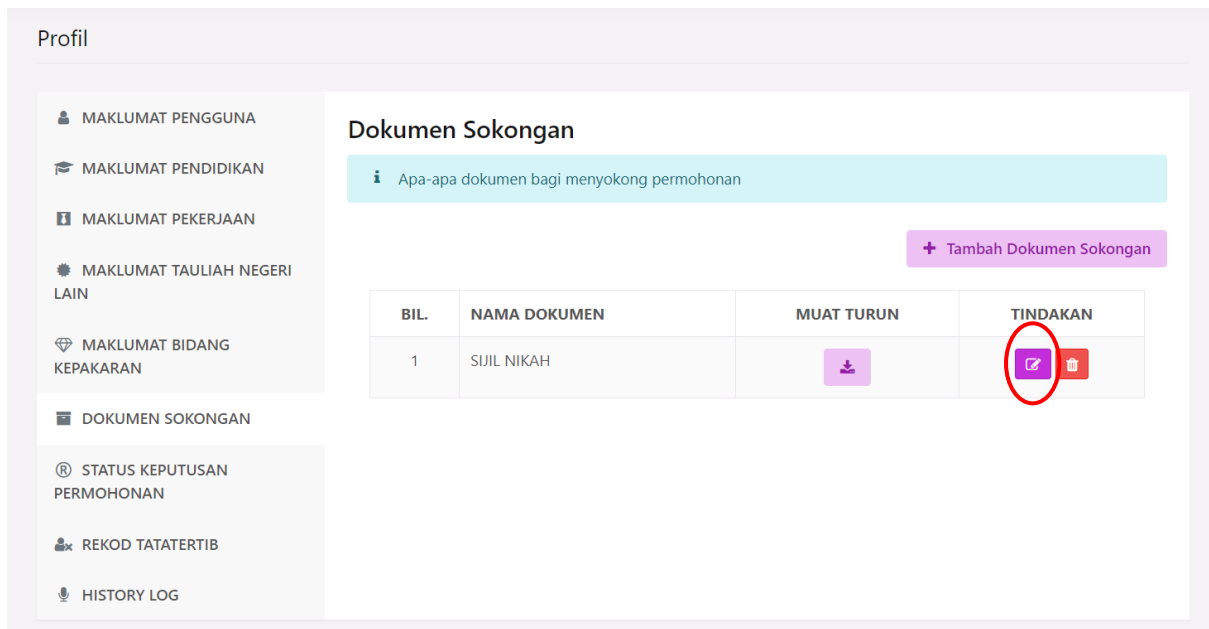 Profil
MAKLUMAT PENGGUNA
MAKLUMAT PENDIDIKAN
MAKLUMAT PEKERJAAN
MAKLUMAT TAULIAH NEGERI
LAIN
MAKLUMAT BIDANG
KEPAKARAN
DOKUMEN SOKONGAN
STATUS KEPUTUSAN
PERMOHONAN
REKOD TATATERTIB
HISTORY LOG
Dokumen Sokongan
Apa-apa dokumen bagi menyokong permohonan
Tambah Dokumen Sokongan
BIL. NAMA DOKUMEN MUAT TURUN TINDAKAN
1 SIJIL NIKAH